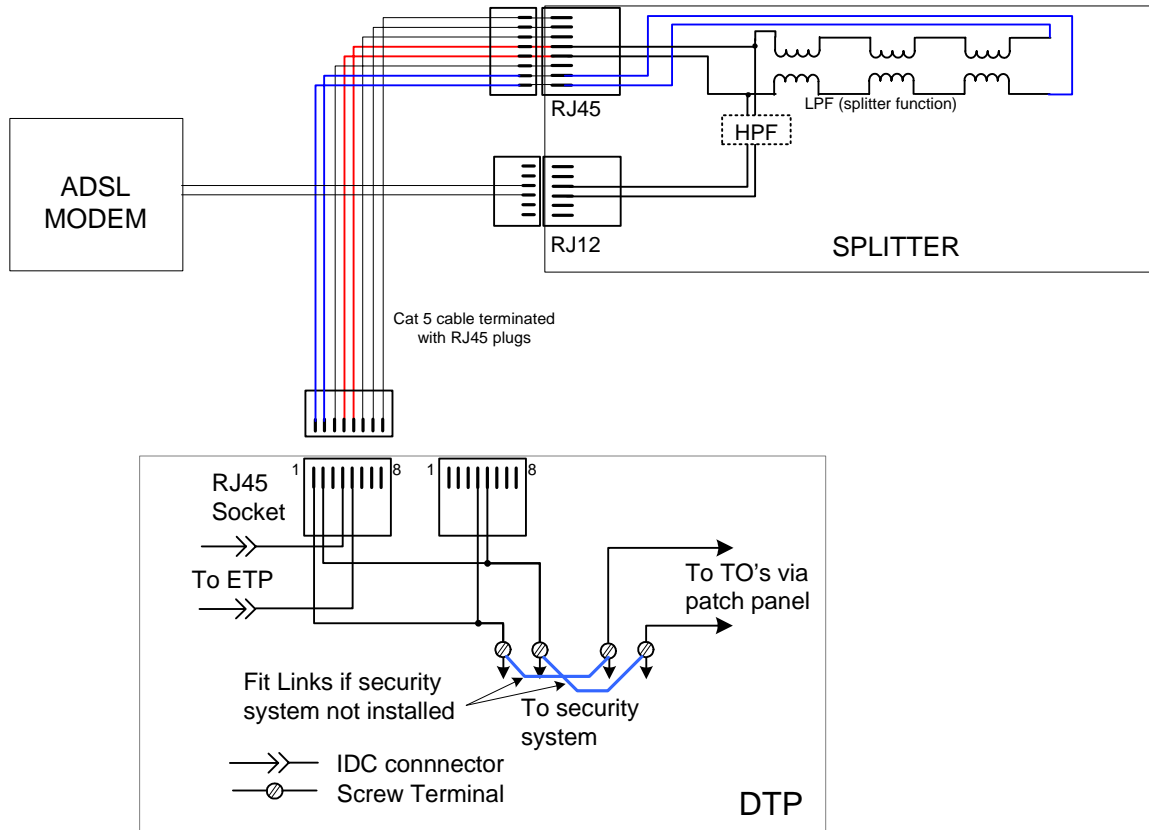 RJ45
LPF (splitter function)
HPF
ADSL
MODEM
RJ12
SPLITTER
Cat 5 cable terminated
with RJ45 plugs
1
8
1
8
RJ45
Socket
To ETP
To TO's via
patch panel
Fit Links if security
system not installed
To security
system
IDC connnector
Screw Terminal
DTP